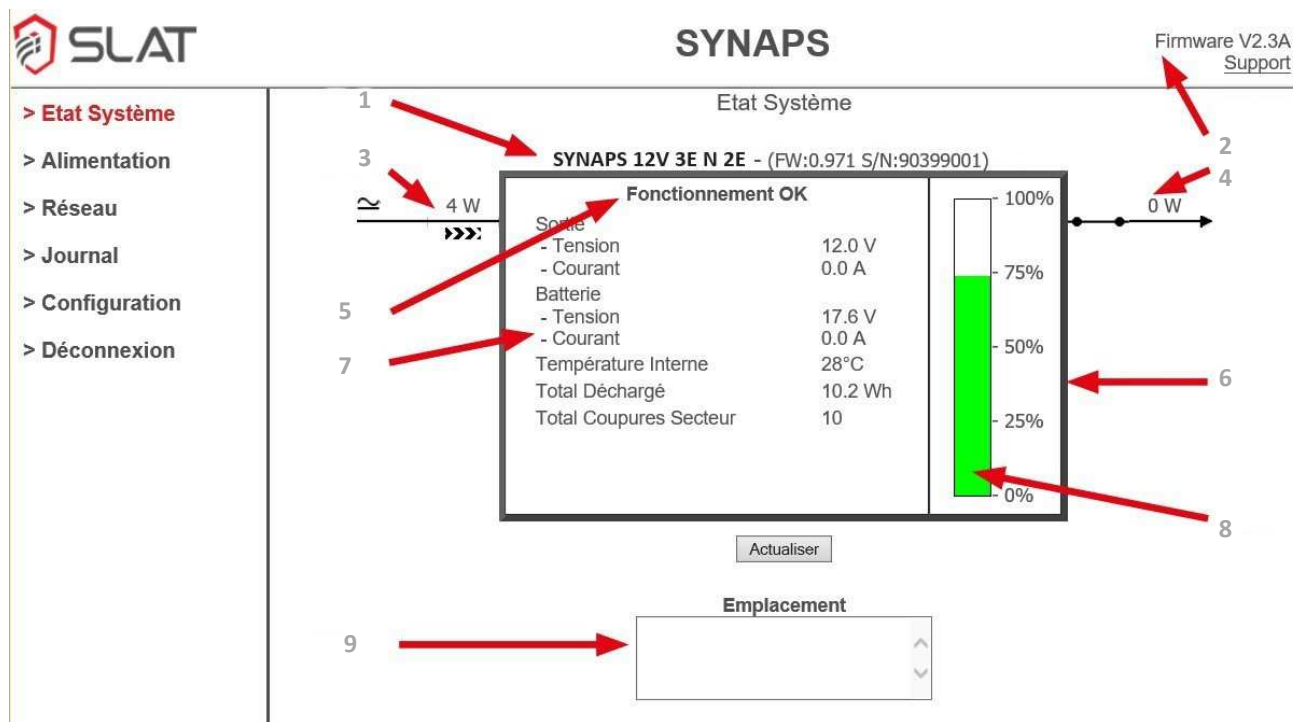 SLAT
SYNAPS
Firmware V2.3A
Support
> Etat Système
> Alimentation
> Réseau
> Journal
> Configuration
> Déconnexion
Etat Système
1
2
3
4
SYNAPS 12V 3E N 2E - (FW:0.971 S/N:90399001)
4 W
0 W
Fonctionnement OK
Sortie
- Tension 12.0 V
- Courant 0.0 A
Batterie
- Tension 17.6 V
- Courant 0.0 A
Température Interne 28°C
Total Déchargé 10.2 Wh
Total Coupures Secteur 10
- 100%
- 75%
- 50%
- 25%
- 0%
5
6
7
8
Actualiser
Emplacement
9